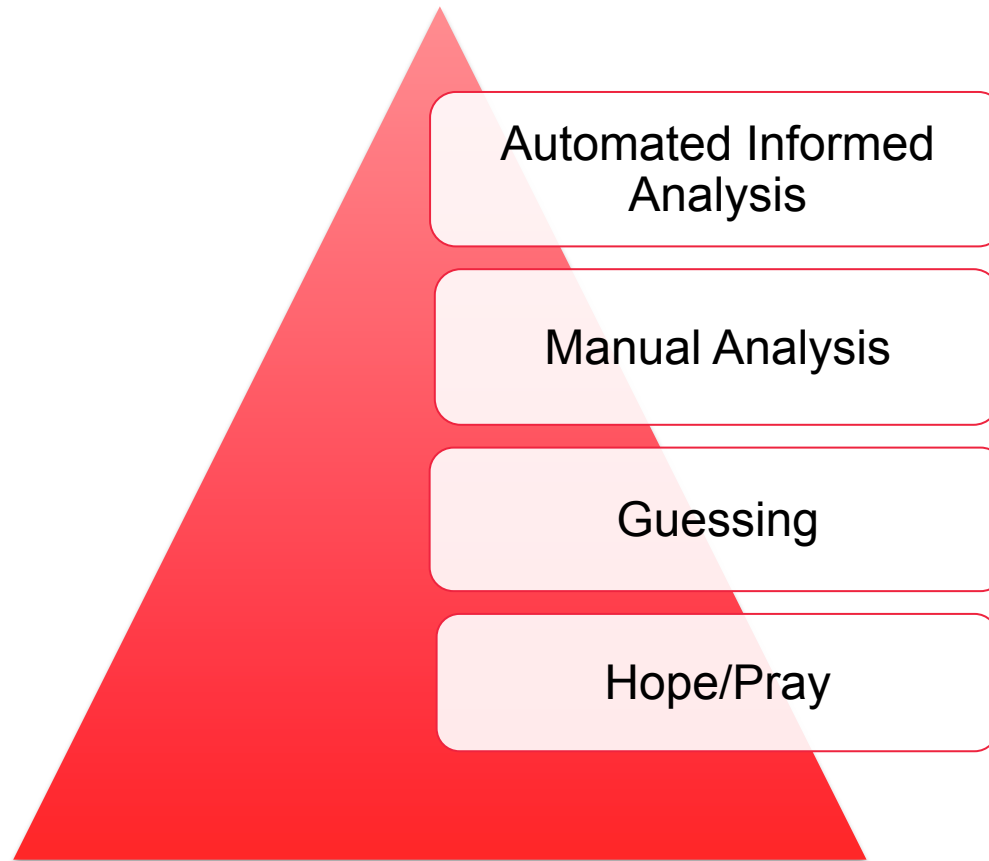 Automated Informed
Analysis
Manual Analysis
Guessing
Hope/Pray